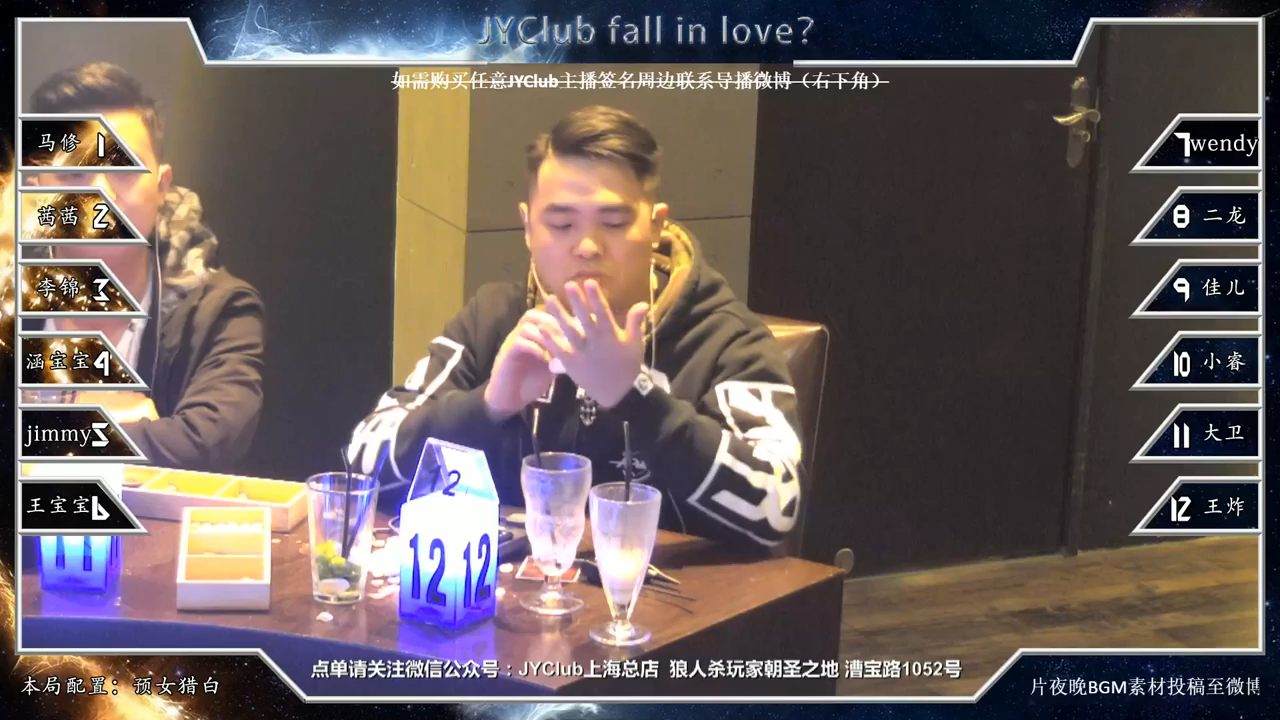 JYClub fall in love?
如需购买任意JYClub主播签名周边联系导播微博（右下角）
马修 1
茜茜 2
李锦 3
涵宝宝 4
jimmy 5
王宝宝 6
7 wendy
8 二龙
9 佳儿
10 小睿
11 大卫
12 王炸
2
12 12
11
点单请关注微信公众号：JYClub上海总店 狼人杀玩家朝圣之地 漕宝路1052号
本局配置：预女猎白
片夜晚BGM素材投稿至微博